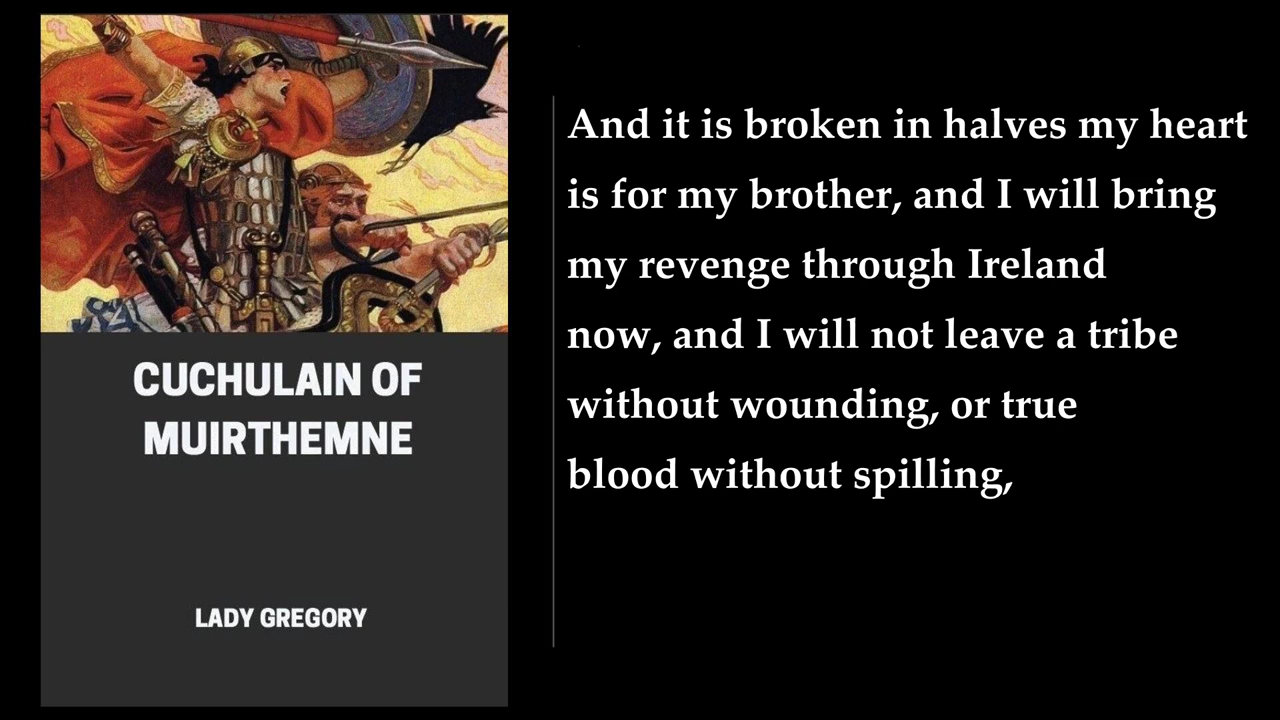 CUCHULAIN OF
MUIRTHEMNE
LADY GREGORY
And it is broken in halves my heart
is for my brother, and I will bring
my revenge through Ireland
now, and I will not leave a tribe
without wounding, or true
blood without spilling,